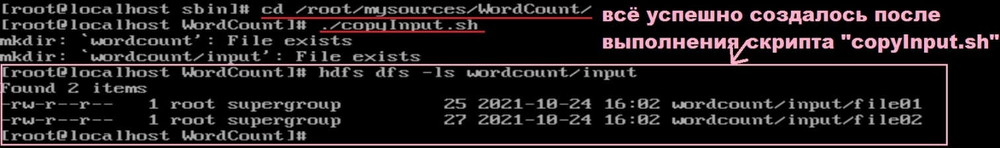 [root@localhost sbin]# cd /root/mysources/WordCount/
всё успешно создалось после
[root@localhost WordCount]# ./copyInput.sh
выполнения скрипта "copyInput.sh"
mkdir: `wordcount': File exists
mkdir: `wordcount/input': File exists
[root@localhost WordCount]# hdfs dfs -ls wordcount/input
Found 2 items
-rw-r--r--   1 root supergroup         25 2021-10-24 16:02 wordcount/input/file01
-rw-r--r--   1 root supergroup         27 2021-10-24 16:02 wordcount/input/file02
[root@localhost WordCount]#